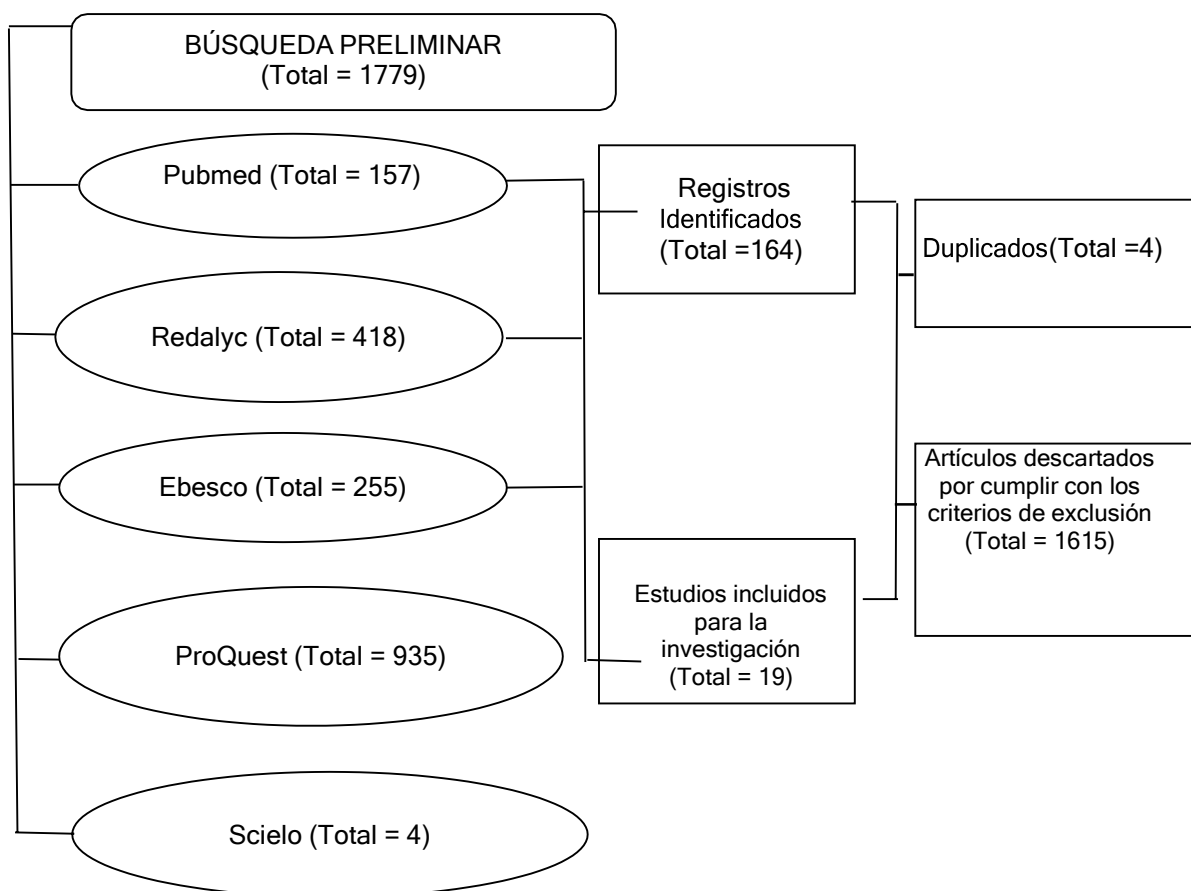 BÚSQUEDA PRELIMINAR
(Total = 1779)
Pubmed (Total = 157)
Redalyc (Total = 418)
Ebesco (Total = 255)
ProQuest (Total = 935)
Scielo (Total = 4)
Registros
Identificados
(Total =164)
Estudios incluidos
para la
investigación
(Total = 19)
Duplicados(Total =4)
Artículos descartados
por cumplir con los
criterios de exclusión
(Total = 1615)